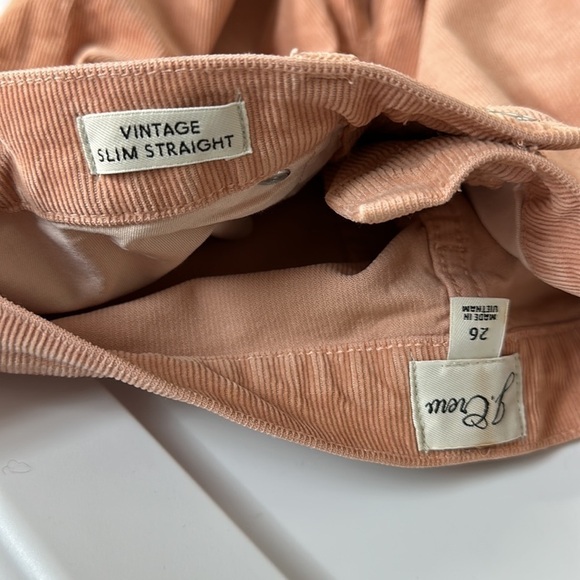 VINTAGE
SLIM STRAIGHT
26
MADE IN
VIETNAM
J.Crew